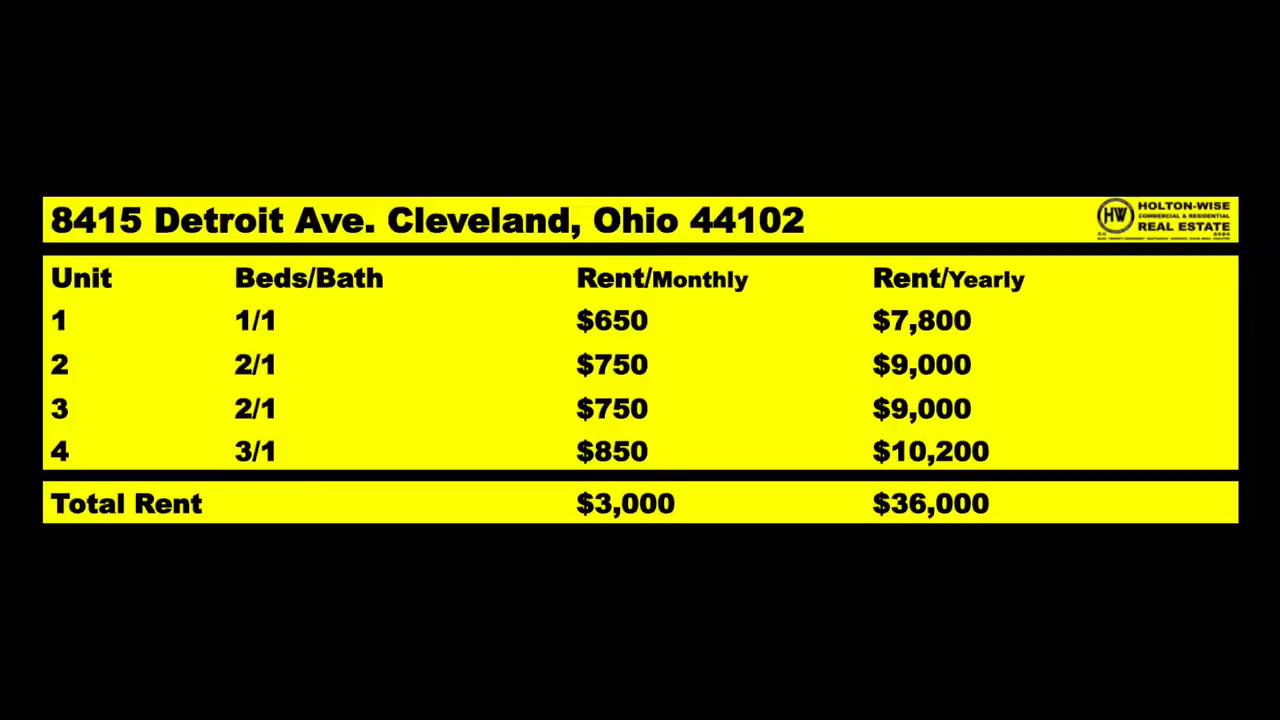 8415 Detroit Ave. Cleveland, Ohio 44102
HW
HOLTON-WISE
COMMERCIAL & RESIDENTIAL
REAL ESTATE
Unit Beds/Bath Rent/Monthly Rent/Yearly
1 1/1 $650 $7,800
2 2/1 $750 $9,000
3 2/1 $750 $9,000
4 3/1 $850 $10,200
Total Rent $3,000 $36,000